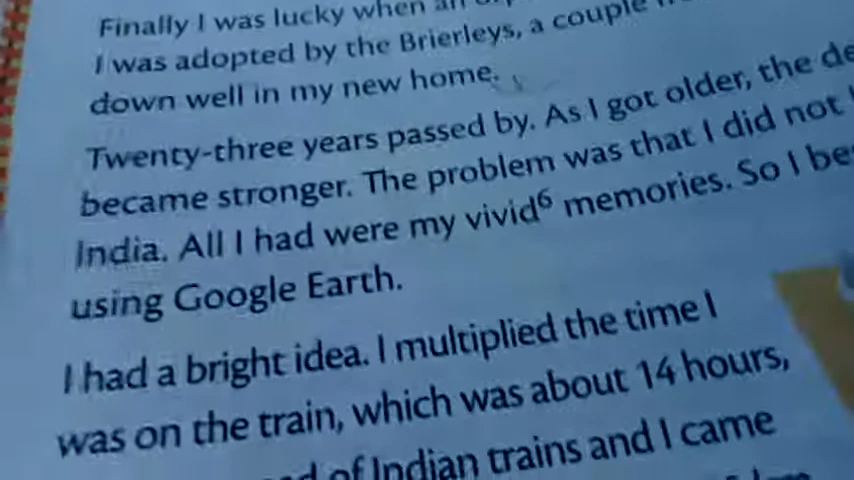 Finally I was lucky when an
I was adopted by the Brierleys, a couple
down well in my new home.
Twenty-three years passed by. As I got older, the
became stronger. The problem was that I did not
India. All I had were my vivid6 memories. So I
using Google Earth.
I had a bright idea. I multiplied the time I
was on the train, which was about 14 hours,
of Indian trains and I came